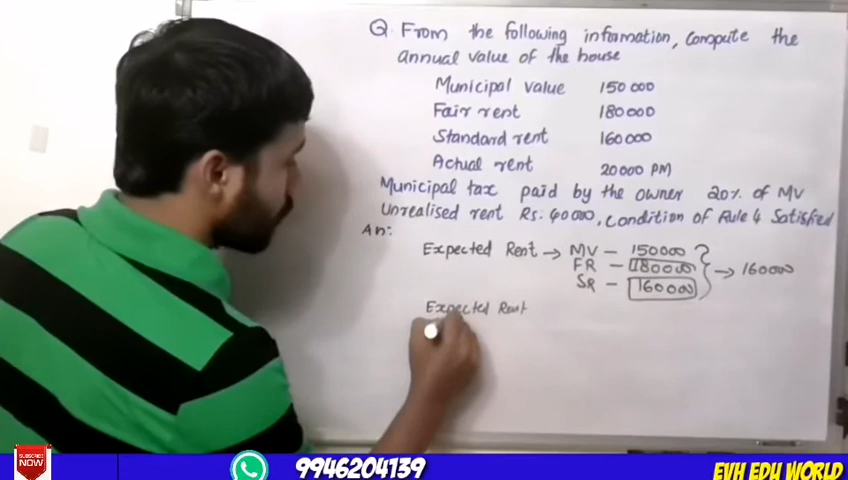 Q. From the following information, Compute the
annual value of the house
Municipal value 150000
Fair rent 180000
Standard rent 160000
Actual rent 20000 PM
Municipal tax paid by the owner 20% of MV
Unrealised rent Rs. 40000, Condition of Rule 4 Satisfied
An:
Expected Rent → MV – 150000
FR – 180000 → 160000
SR – 160000
Expected Rent
SUBSCRIBE
NOW
9946204139
EVH EDU WORLD